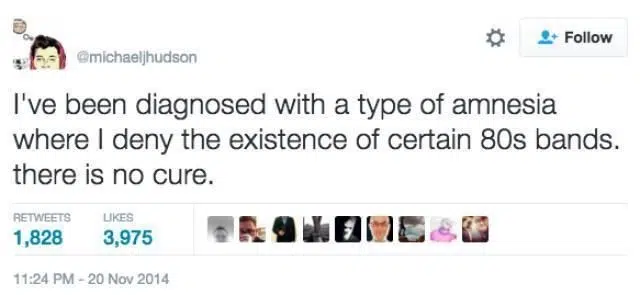 @michaeljhudson
Follow
I've been diagnosed with a type of amnesia
where I deny the existence of certain 80s bands.
there is no cure.
RETWEETS LIKES
1,828 3,975
11:24 PM - 20 Nov 2014